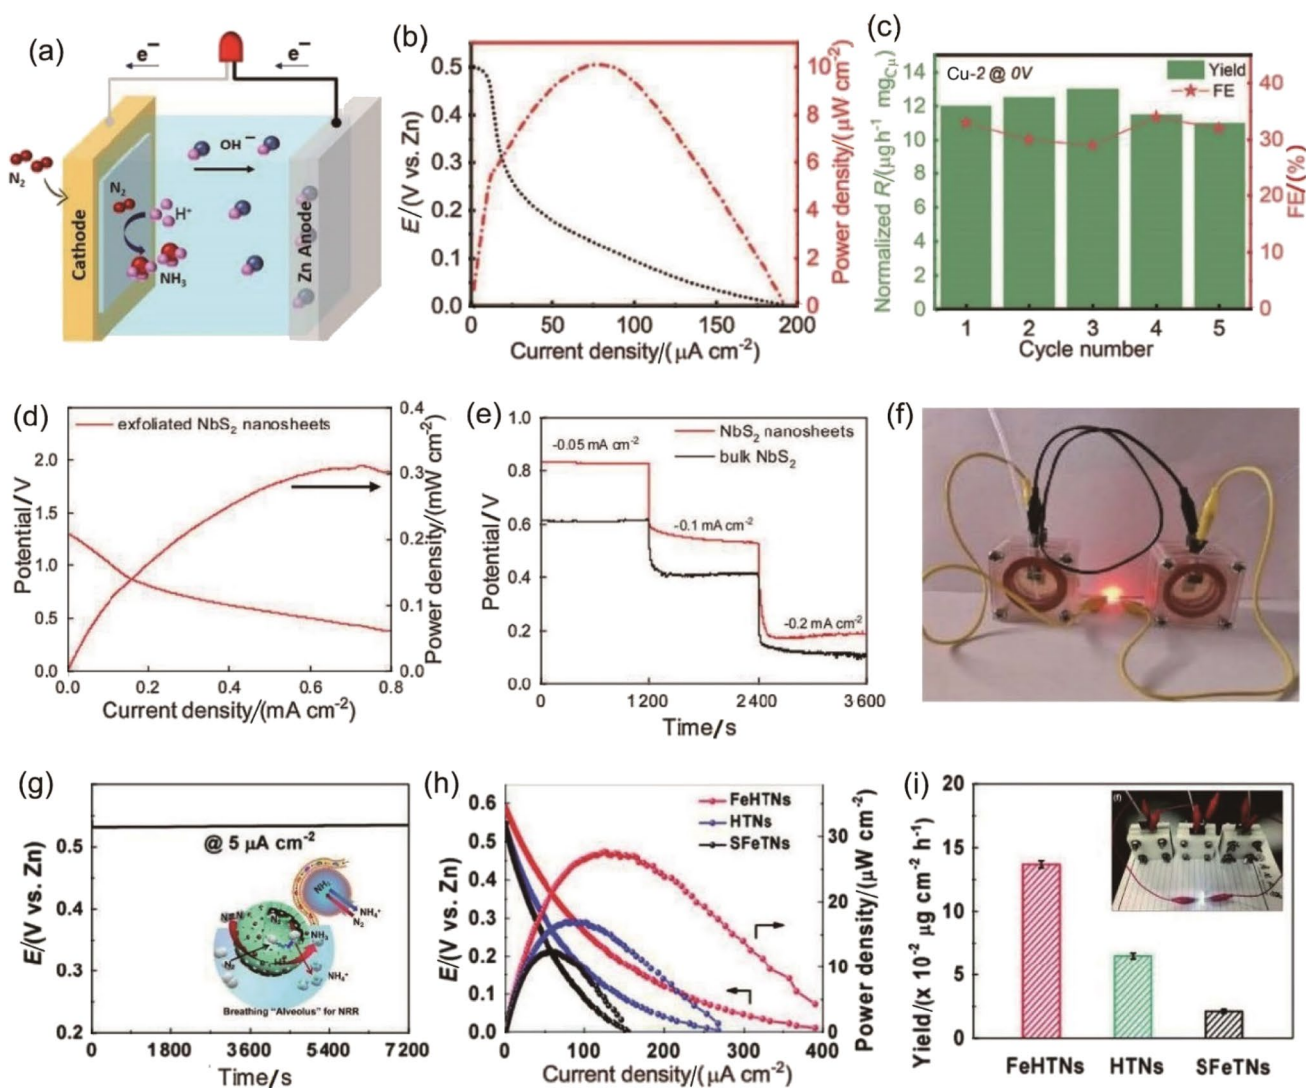 (a)
e⁻
e⁻
N₂
OH⁻
N₂
H⁺
NH₃
Cathode
Zn Anode
(b)
E/(V vs. Zn)
0.5
0.4
0.3
0.2
0.1
0.0
0
50
100
150
200
Current density/(μA cm⁻²)
10
8
6
4
2
0
Power density/(μW cm⁻²)
(c)
Cu-2 @ 0V
Yield
FE
Normalized R/(μgh⁻¹ mg_Cμ)
14
12
10
8
6
4
2
0
1
2
3
4
5
Cycle number
40
30
20
10
0
FE/(%)
(d)
exfoliated NbS₂ nanosheets
Potential/V
2.0
1.5
1.0
0.5
0.0
0.0
0.2
0.4
0.6
0.8
Current density/(mA cm⁻²)
0.4
0.3
0.2
0.1
0.0
Power density/(mW cm⁻²)
(e)
NbS₂ nanosheets
bulk NbS₂
-0.05 mA cm⁻²
-0.1 mA cm⁻²
-0.2 mA cm⁻²
Potential/V
1.0
0.8
0.6
0.4
0.2
0.0
0
1200
2400
3600
Time/s
(f)
(g)
@ 5 μA cm⁻²
E/(V vs. Zn)
0.5
0.4
0.3
0.2
0
1800
3600
5400
7200
Time/s
NH₃
NH₄⁺
N₂
NH₃
NH₄⁺
Breathing "Alveolus" for NRR
(h)
FeHTNs
HTNs
SFeTNs
E/(V vs. Zn)
0.6
0.5
0.4
0.3
0.2
0.1
0.0
0
100
200
300
400
Current density/(μA cm⁻²)
30
20
10
0
Power density/(μW cm⁻²)
(i)
Yield/(x 10⁻² μg cm⁻² h⁻¹)
20
15
10
5
0
FeHTNs
HTNs
SFeTNs